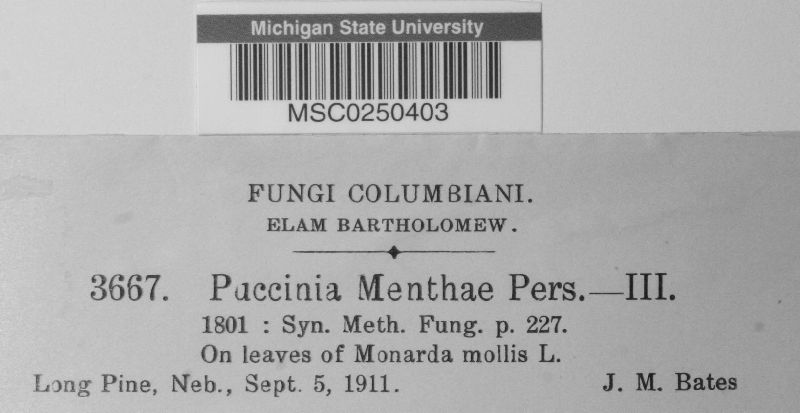 Michigan State University
MSC0250403
FUNGI COLUMBIANI.
ELAM BARTHOLOMEW.
3667. Puccinia Menthae Pers.—III.
1801 : Syn. Meth. Fung. p. 227.
On leaves of Monarda mollis L.
Long Pine, Neb., Sept. 5, 1911. J. M. Bates